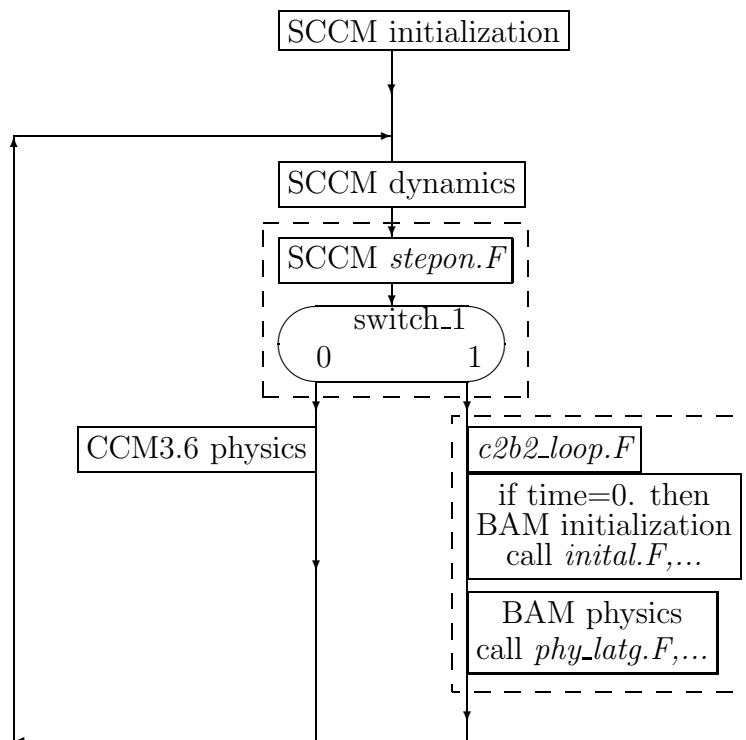 SCCM initialization
SCCM dynamics
SCCM stepon.F
switch_1
0 1
CCM3.6 physics
c2b2_loop.F
if time=0. then
BAM initialization
call inital.F,...
BAM physics
call phy_latg.F,...